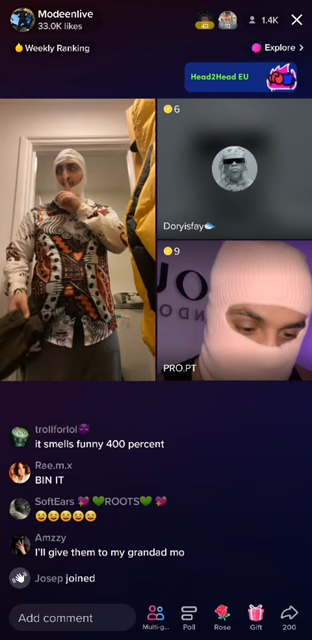 Modeenlive
33.0K likes
40
10
1.4K
Weekly Ranking
Explore >
Head2Head EU
6
Doryisfay
9
PRO.PT
trollforlol
it smells funny 400 percent
Rae.m.x
BIN IT
SoftEars 💖 💚ROOTS💚 💖
😆😆😆😆😆
Amzzy
I'll give them to my grandad mo
Josep joined
Add comment
Multi-g...
Poll
Rose
Gift
200